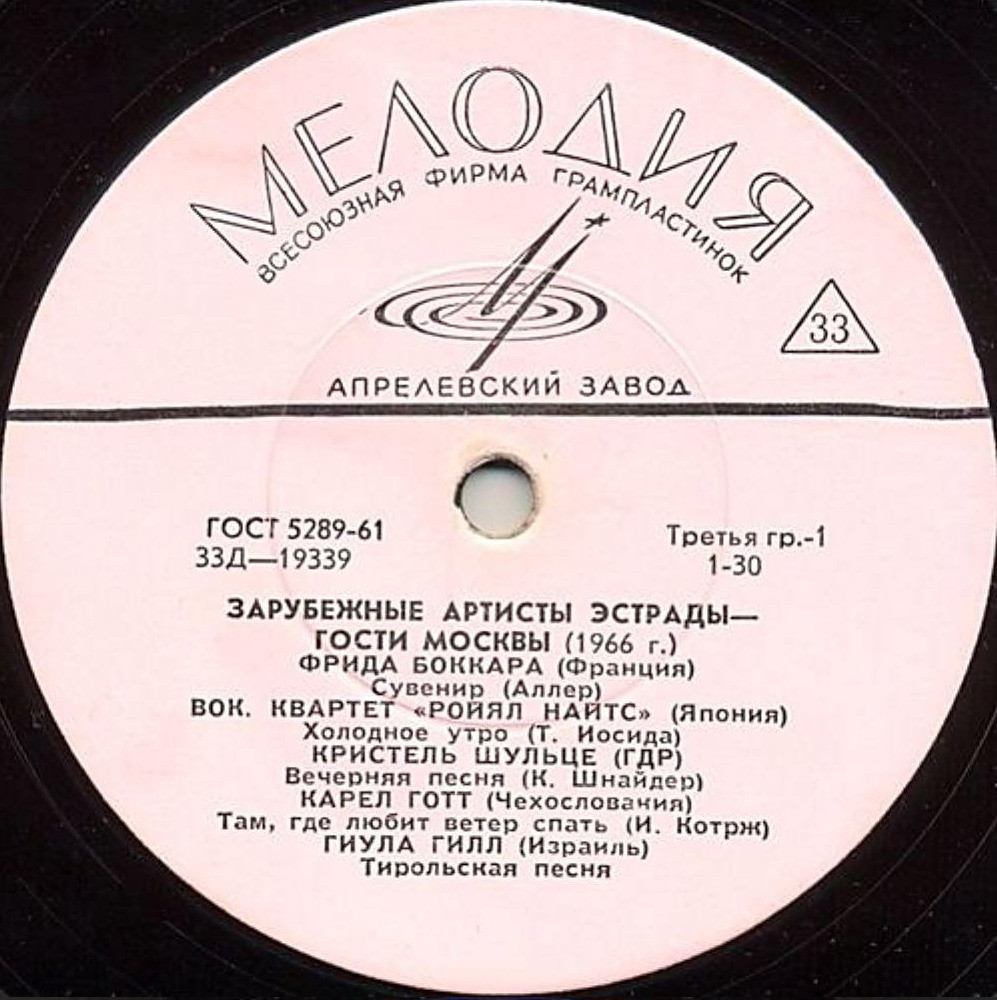 МЕЛОДИЯ
ВСЕСОЮЗНАЯ ФИРМА ГРАМПЛАСТИНОК
33
АПРЕЛЕВСКИЙ ЗАВОД
ГОСТ 5289-61
Третья гр.-1
33Д—19339
1-30
ЗАРУБЕЖНЫЕ АРТИСТЫ ЭСТРАДЫ—
ГОСТИ МОСКВЫ (1966 г.)
ФРИДА БОККАРА (Франция)
Сувенир (Аллер)
ВОК. КВАРТЕТ «РОЙЯЛ НАЙТС» (Япония)
Холодное утро (Т. Иосида)
КРИСТЕЛЬ ШУЛЬЦЕ (ГДР)
Вечерняя песня (К. Шнайдер)
КАРЕЛ ГОТТ (Чехословакия)
Там, где любит ветер спать (И. Котрж)
ГИУЛА ГИЛЛ (Израиль)
Тирольская песня